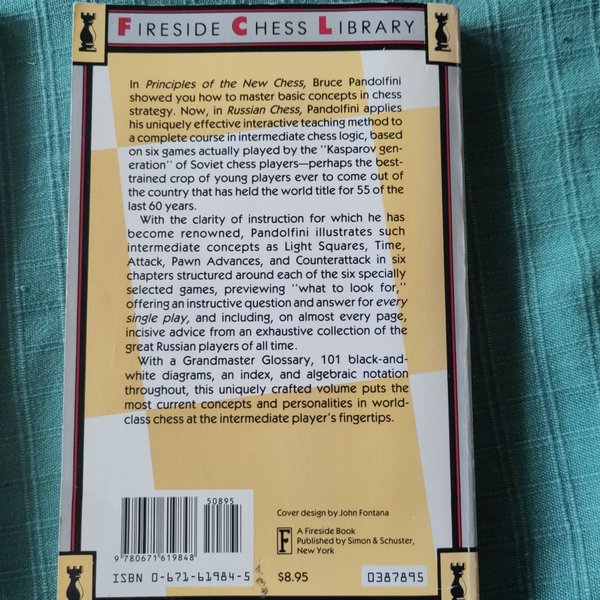 FIRESIDE CHESS LIBRARY
In Principles of the New Chess, Bruce Pandolfini
showed you how to master basic concepts in chess
strategy. Now, in Russian Chess, Pandolfini applies
his uniquely effective interactive teaching method to
a complete course in intermediate chess logic, based
on six games actually played by the "Kasparov gen-
eration" of Soviet chess players—perhaps the best-
trained crop of young players ever to come out of
the country that has held the world title for 55 of the
last 60 years.
With the clarity of instruction for which he has
become renowned, Pandolfini illustrates such
intermediate concepts as Light Squares, Time,
Attack, Pawn Advances, and Counterattack in six
chapters structured around each of the six specially
selected games, previewing "what to look for,"
offering an instructive question and answer for every
single play, and including, on almost every page,
incisive advice from an exhaustive collection of the
great Russian players of all time.
With a Grandmaster Glossary, 101 black-and-
white diagrams, an index, and algebraic notation
throughout, this uniquely crafted volume puts the
most current concepts and personalities in world-
class chess at the intermediate player's fingertips.
50895
9 780671 619848
ISBN 0-671-61984-5
Cover design by John Fontana
F
A Fireside Book
Published by Simon & Schuster,
New York
$8.95
0387895